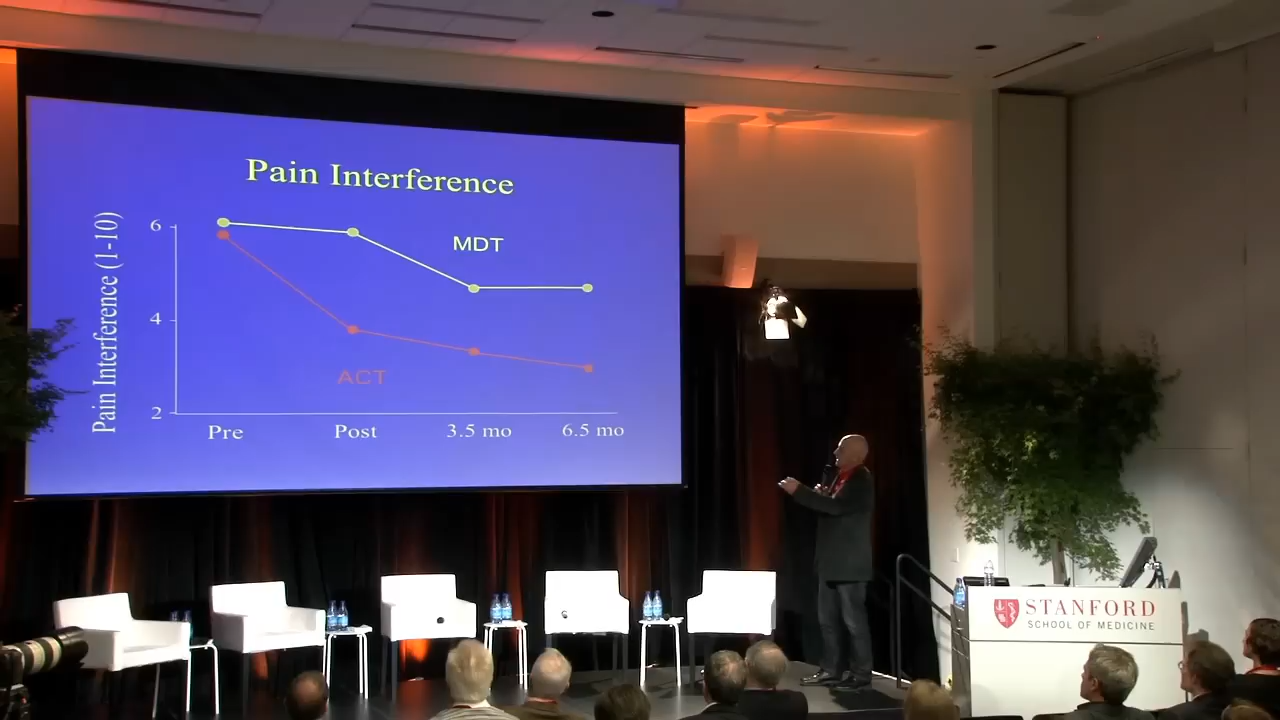 Pain Interference
Pain Interference (1-10)
6
MDT
4
ACT
2
Pre Post 3.5 mo 6.5 mo
STANFORD
SCHOOL OF MEDICINE